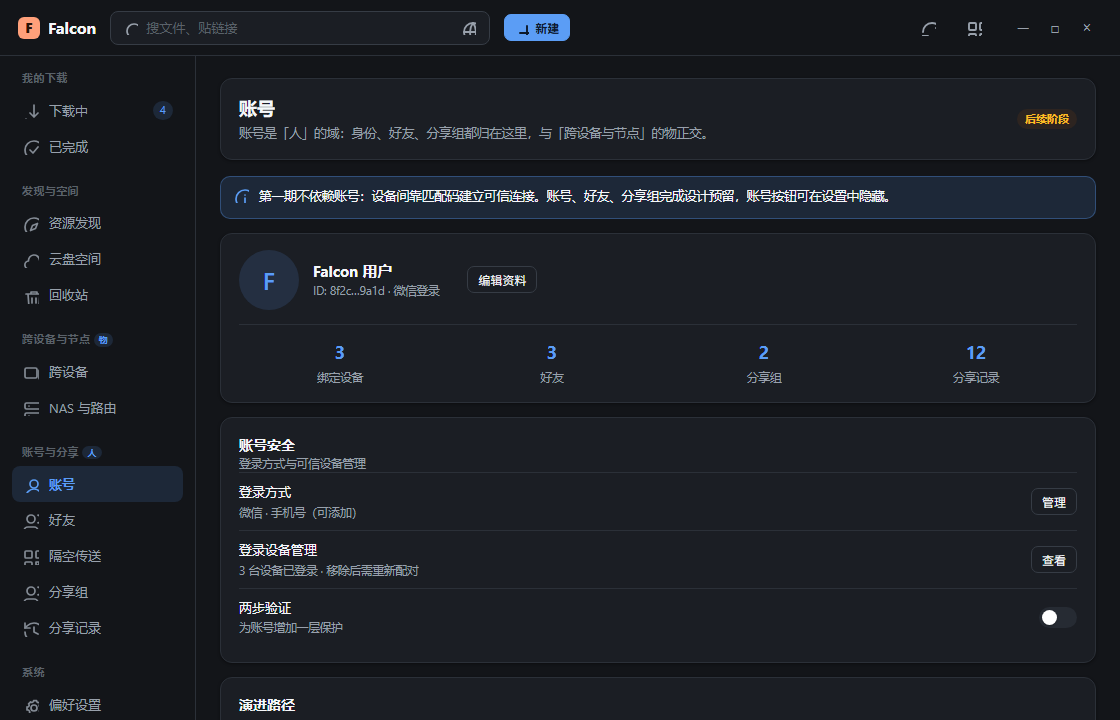 F Falcon
搜文件、贴链接
新建
我的下载
下载中 4
已完成
发现与空间
资源发现
云盘空间
回收站
跨设备与节点 物
跨设备
NAS 与路由
账号与分享 人
账号
好友
隔空传送
分享组
分享记录
系统
偏好设置
账号
账号是「人」的域：身份、好友、分享组都归在这里，与「跨设备与节点」的物正交。
后续阶段
第一期不依赖账号：设备间靠匹配码建立可信连接。账号、好友、分享组完成设计预留，账号按钮可在设置中隐藏。
F
Falcon 用户
ID: 8f2c...9a1d · 微信登录
编辑资料
3
绑定设备
3
好友
2
分享组
12
分享记录
账号安全
登录方式与可信设备管理
登录方式
微信 · 手机号（可添加）
管理
登录设备管理
3 台设备已登录 · 移除后需重新配对
查看
两步验证
为账号增加一层保护
演进路径